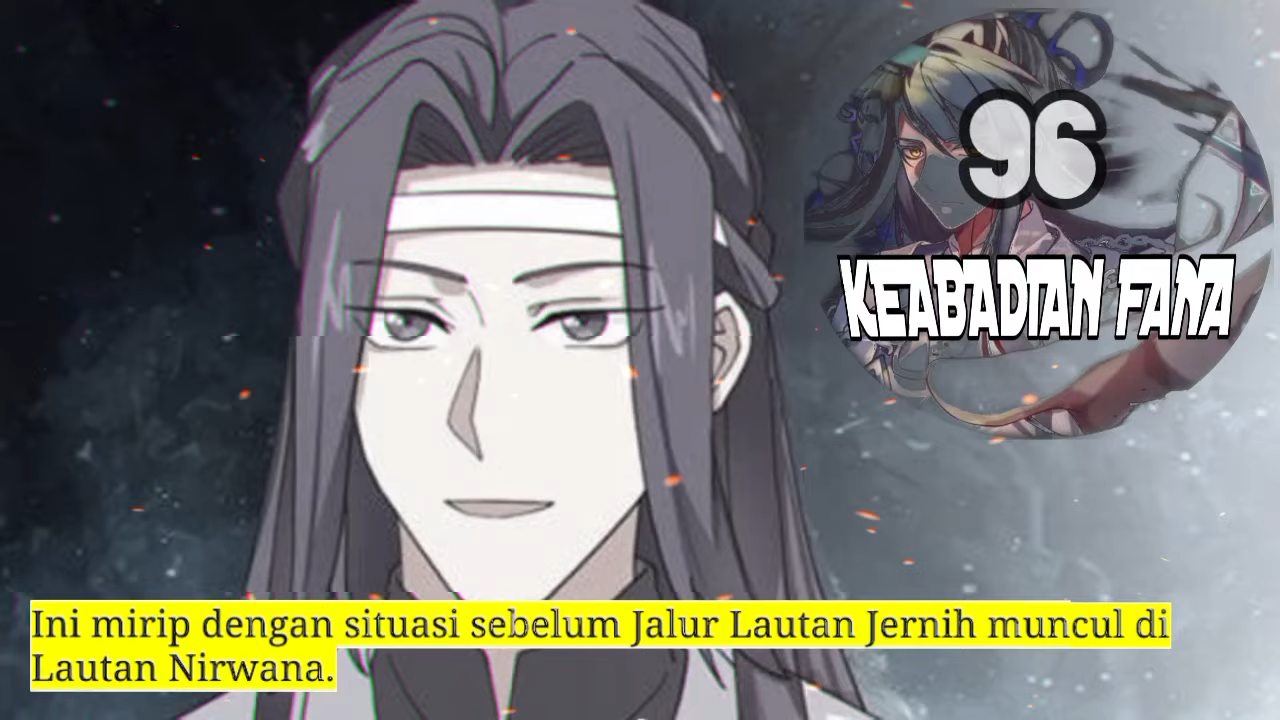 96
KEABADIAN FANA
Ini mirip dengan situasi sebelum Jalur Lautan Jernih muncul di
Lautan Nirwana.